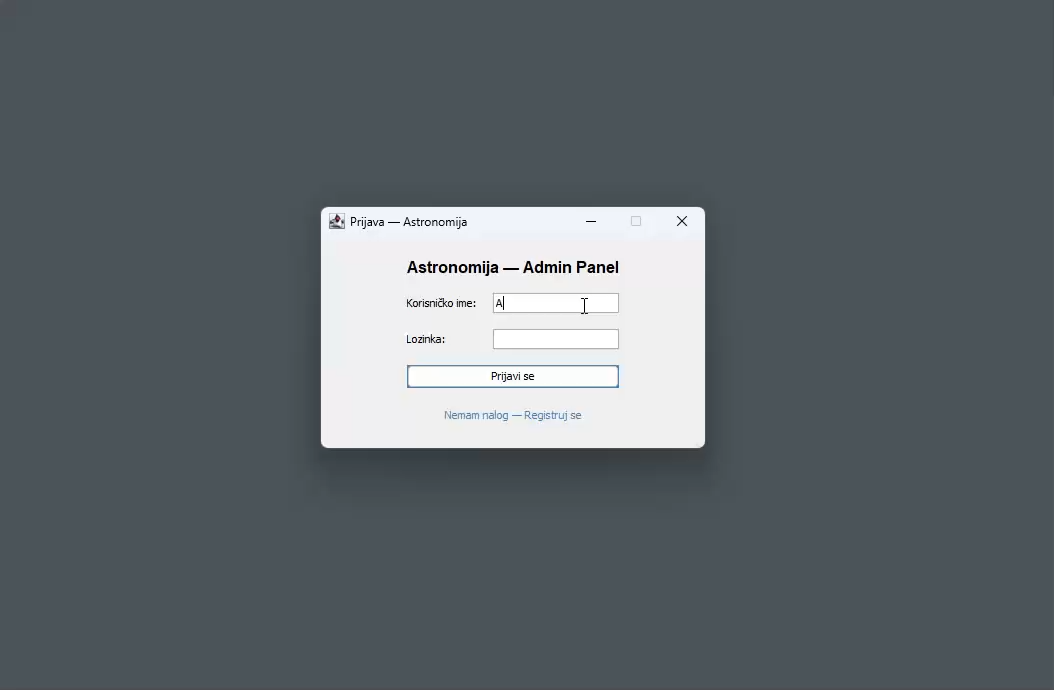 Prijava — Astronomija
Astronomija — Admin Panel
Korisničko ime: A
Lozinka:
Prijavi se
Nemam nalog — Registruj se